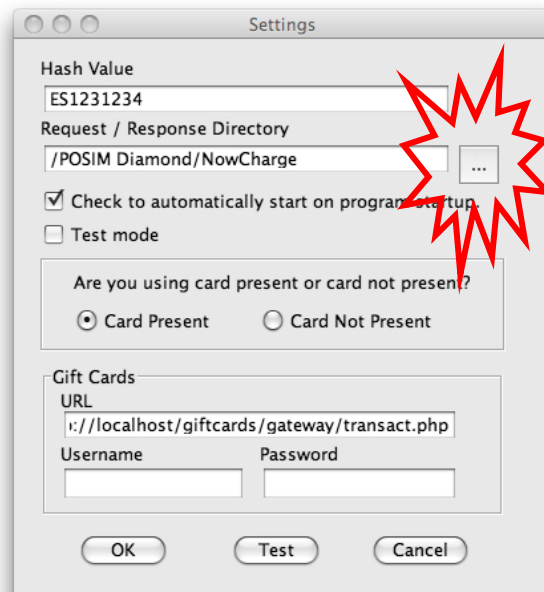 Settings
Hash Value
ES1231234
Request / Response Directory
/POSIM Diamond/NowCharge
...
Check to automatically start on program startup.
Test mode
Are you using card present or card not present?
Card Present
Card Not Present
Gift Cards
URL
://localhost/giftcards/gateway/transact.php
Username Password
OK Test Cancel